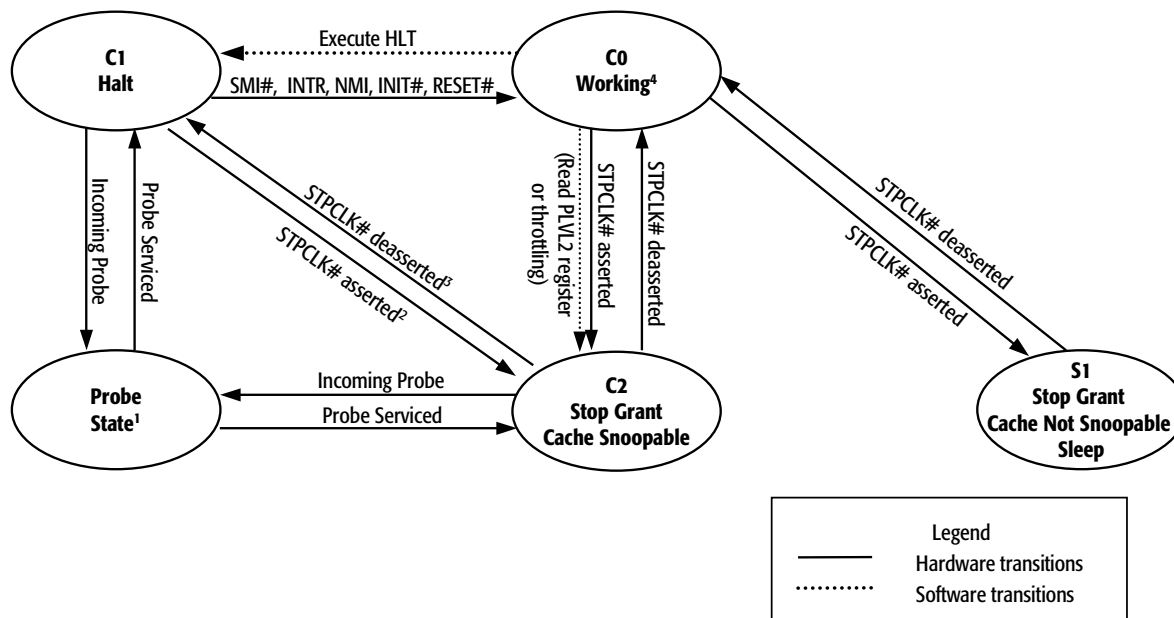 Execute HLT
C1
Halt
C0
Working⁴
SMI#, INTR, NMI, INIT#, RESET#
Incoming Probe
Probe Serviced
STPCLK# deasserted³
STPCLK# asserted²
(Read PLVL2 register
or throttling)
STPCLK# asserted
STPCLK# deasserted
STPCLK# deasserted
STPCLK# asserted
Probe
State¹
Incoming Probe
Probe Serviced
C2
Stop Grant
Cache Snoopable
S1
Stop Grant
Cache Not Snoopable
Sleep
Legend
Hardware transitions
Software transitions